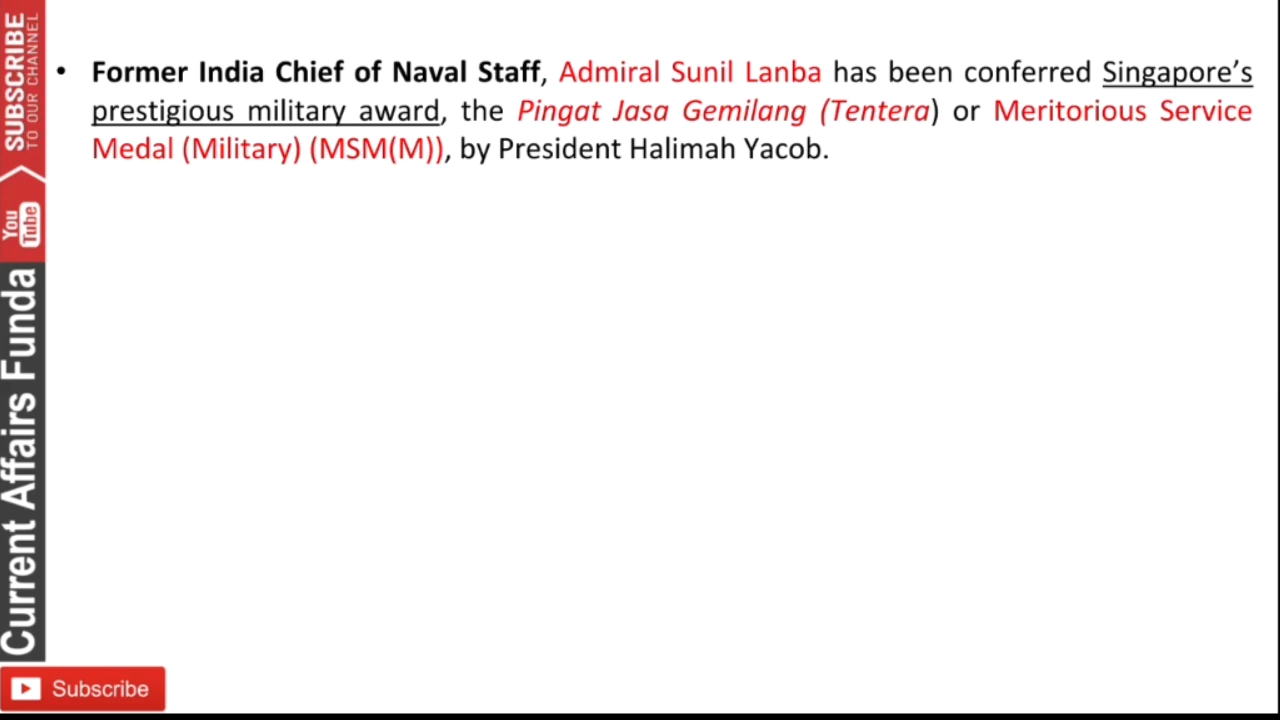 • Former India Chief of Naval Staff, Admiral Sunil Lanba has been conferred Singapore’s
prestigious military award, the Pingat Jasa Gemilang (Tentera) or Meritorious Service
Medal (Military) (MSM(M)), by President Halimah Yacob.
SUBSCRIBE
TO OUR CHANNEL
You
Tube
Current Affairs Funda
Subscribe